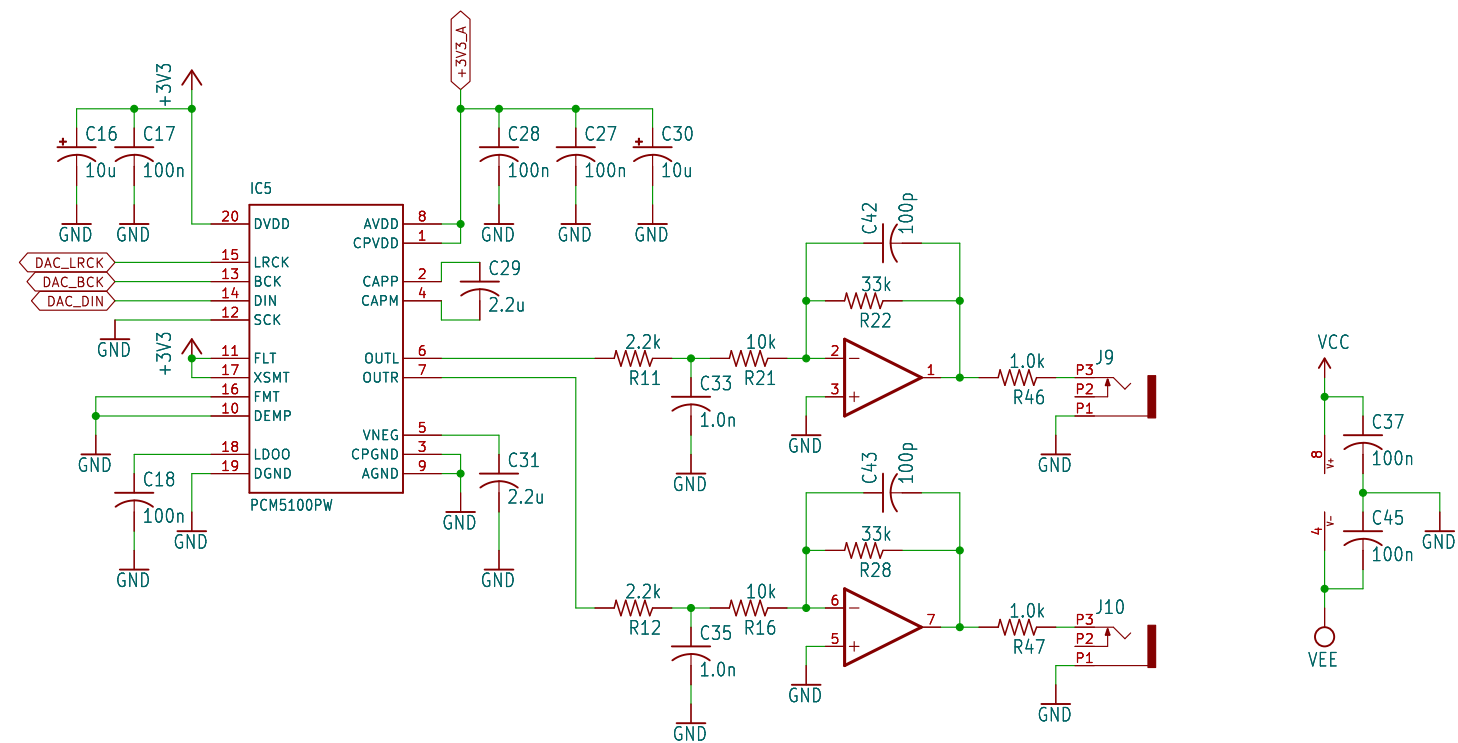 +3V3_A
+3V3
C16
10u
C17
100n
GND
GND
C28
100n
C27
100n
C30
10u
GND
GND
GND
IC5
20 DVDD
15 LRCK
13 BCK
14 DIN
12 SCK
11 FLT
17 XSMT
16 FMT
10 DEMP
18 LDOO
19 DGND
AVDD 8
CPVDD 1
CAPP 2
CAPM 4
OUTL 6
OUTR 7
VNEG 5
CPGND 3
AGND 9
PCM5100PW
DAC_LRCK
DAC_BCK
DAC_DIN
GND
+3V3
GND
C18
100n
GND
GND
C29
2.2u
C31
2.2u
GND
GND
2.2k
R11
C33
1.0n
GND
10k
R21
C42
100p
33k
R22
2
3
1
−
+
GND
1.0k
R46
J9
P3
P2
P1
GND
2.2k
R12
C35
1.0n
GND
10k
R16
C43
100p
33k
R28
6
5
7
−
+
GND
1.0k
R47
J10
P3
P2
P1
GND
VCC
8
V+
4
V-
C37
100n
C45
100n
GND
VEE